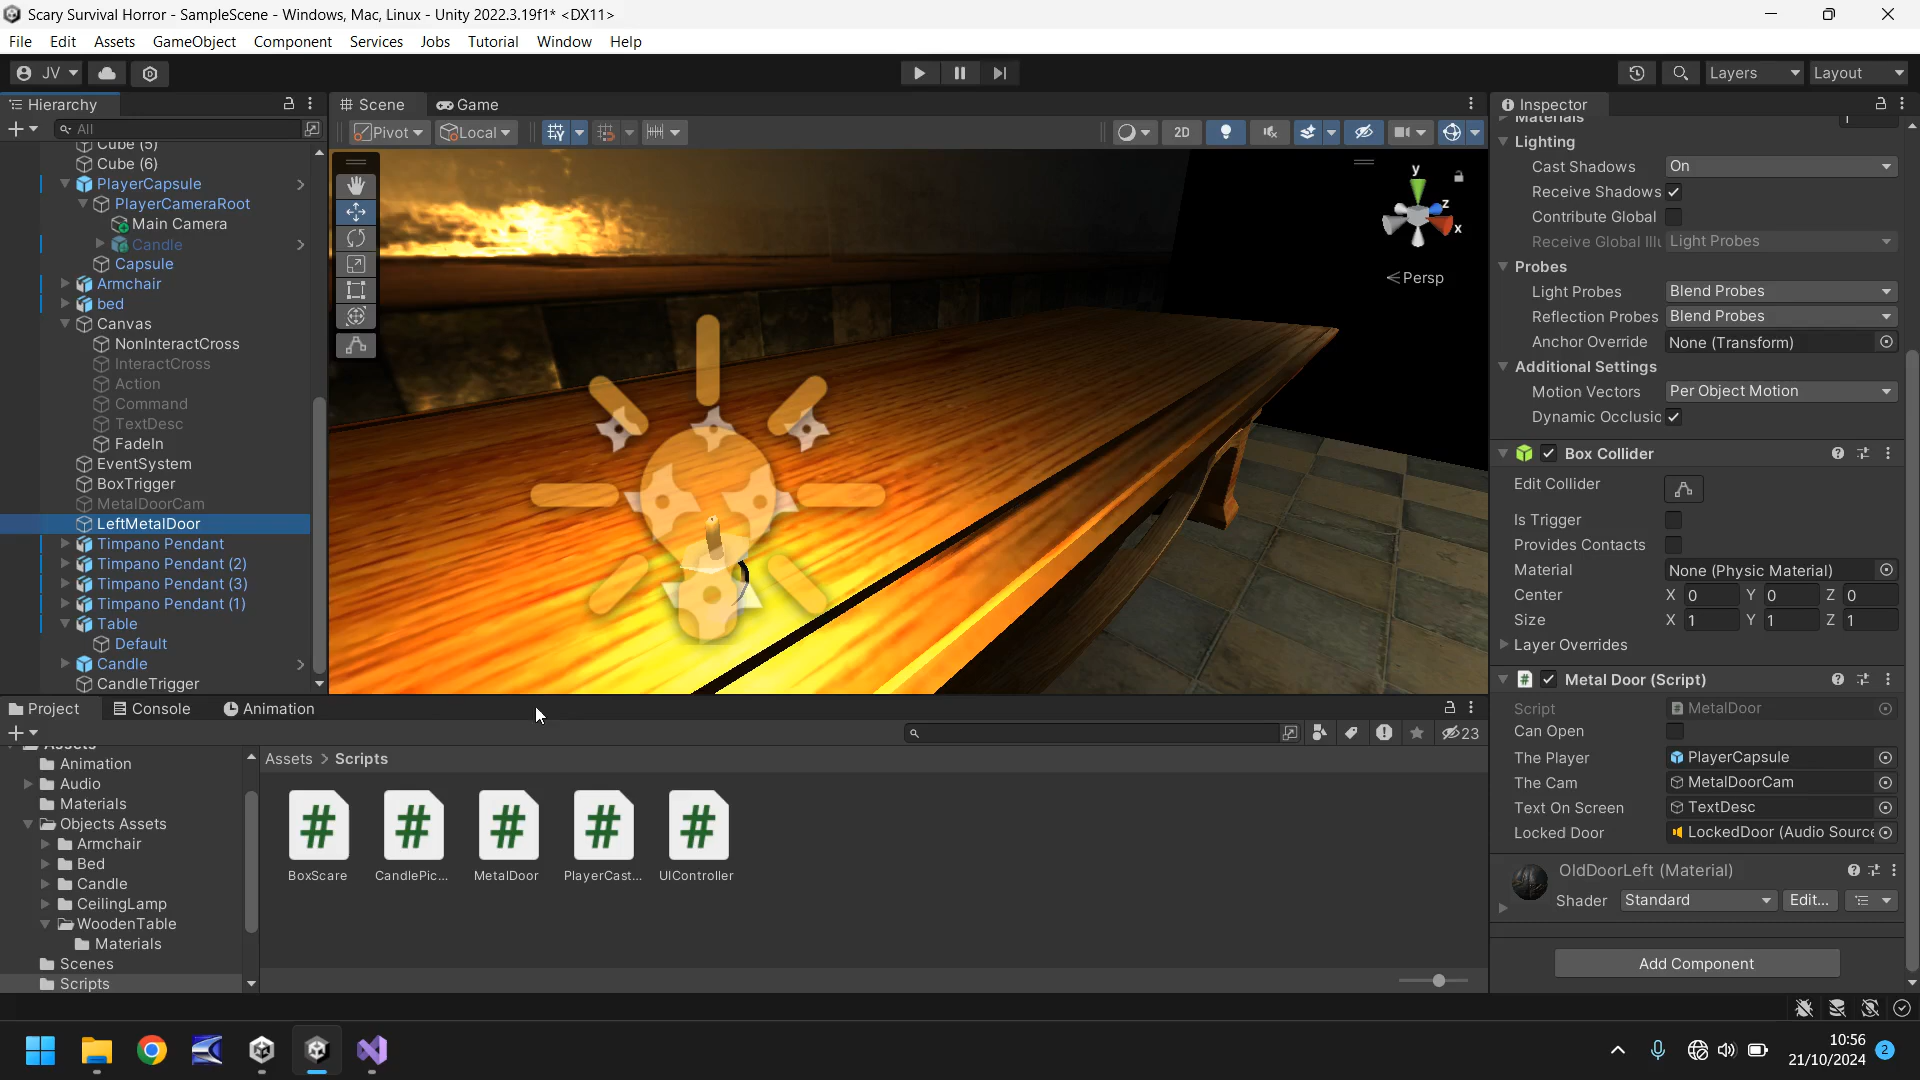 Scary Survival Horror - SampleScene - Windows, Mac, Linux - Unity 2022.3.19f1* <DX11>
File Edit Assets GameObject Component Services Jobs Tutorial Window Help
JV Layers Layout
Hierarchy
All
Cube (5)
Cube (6)
PlayerCapsule
PlayerCameraRoot
Main Camera
Candle
Capsule
Armchair
bed
Canvas
NonInteractCross
InteractCross
Action
Command
TextDesc
FadeIn
EventSystem
BoxTrigger
MetalDoorCam
LeftMetalDoor
Timpano Pendant
Timpano Pendant (2)
Timpano Pendant (3)
Timpano Pendant (1)
Table
Default
Candle
CandleTrigger
Scene Game
Pivot Local 2D
y
z
x
Persp
Inspector
Materials 1
Lighting
Cast Shadows On
Receive Shadows
Contribute Global
Receive Global Illu Light Probes
Probes
Light Probes Blend Probes
Reflection Probes Blend Probes
Anchor Override None (Transform)
Additional Settings
Motion Vectors Per Object Motion
Dynamic Occlusic
Box Collider
Edit Collider
Is Trigger
Provides Contacts
Material None (Physic Material)
Center X 0 Y 0 Z 0
Size X 1 Y 1 Z 1
Layer Overrides
Metal Door (Script)
Script MetalDoor
Can Open
The Player PlayerCapsule
The Cam MetalDoorCam
Text On Screen TextDesc
Locked Door LockedDoor (Audio Source
OldDoorLeft (Material)
Shader Standard Edit...
Add Component
Project Console Animation
23
Assets
Animation
Audio
Materials
Objects Assets
Armchair
Bed
Candle
CeilingLamp
WoodenTable
Materials
Scenes
Scripts
Assets > Scripts
# # # # #
BoxScare CandlePic... MetalDoor PlayerCast... UIController
10:56
21/10/2024
2